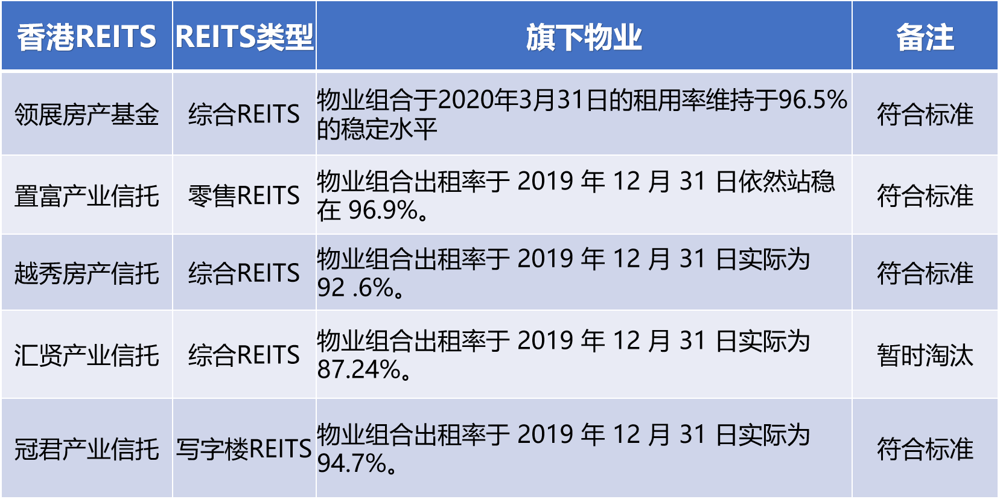 香港REITS
REITS类型
旗下物业
备注
领展房产基金
综合REITS
物业组合于2020年3月31日的租用率维持于96.5%
的稳定水平
符合标准
置富产业信托
零售REITS
物业组合出租率于 2019 年 12 月 31 日依然站稳
在 96.9%。
符合标准
越秀房产信托
综合REITS
物业组合出租率于 2019 年 12 月 31 日实际为
92 .6%。
符合标准
汇贤产业信托
综合REITS
物业组合出租率于 2019 年 12 月 31 日实际为
87.24%。
暂时淘汰
冠君产业信托
写字楼REITS
物业组合出租率于 2019 年 12 月 31 日实际为
94.7%。
符合标准